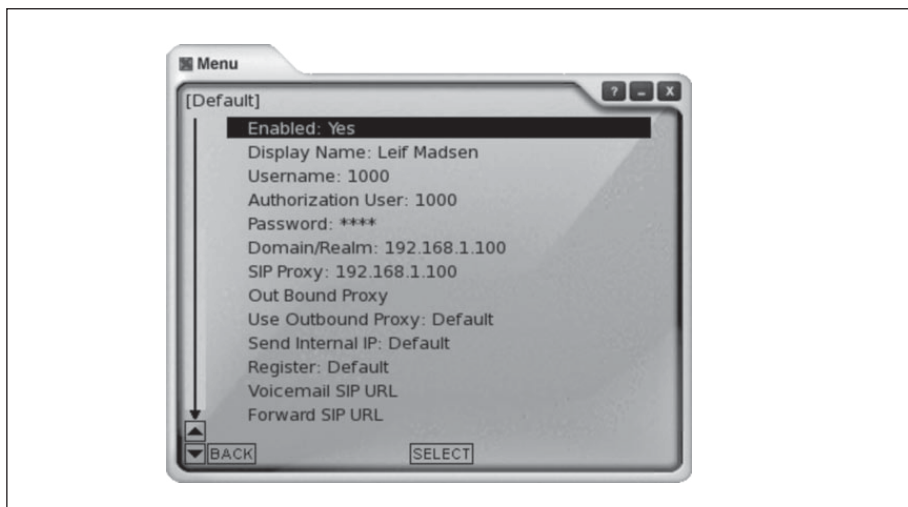 Menu
? - X
[Default]
Enabled: Yes
Display Name: Leif Madsen
Username: 1000
Authorization User: 1000
Password: ****
Domain/Realm: 192.168.1.100
SIP Proxy: 192.168.1.100
Out Bound Proxy
Use Outbound Proxy: Default
Send Internal IP: Default
Register: Default
Voicemail SIP URL
Forward SIP URL
BACK SELECT